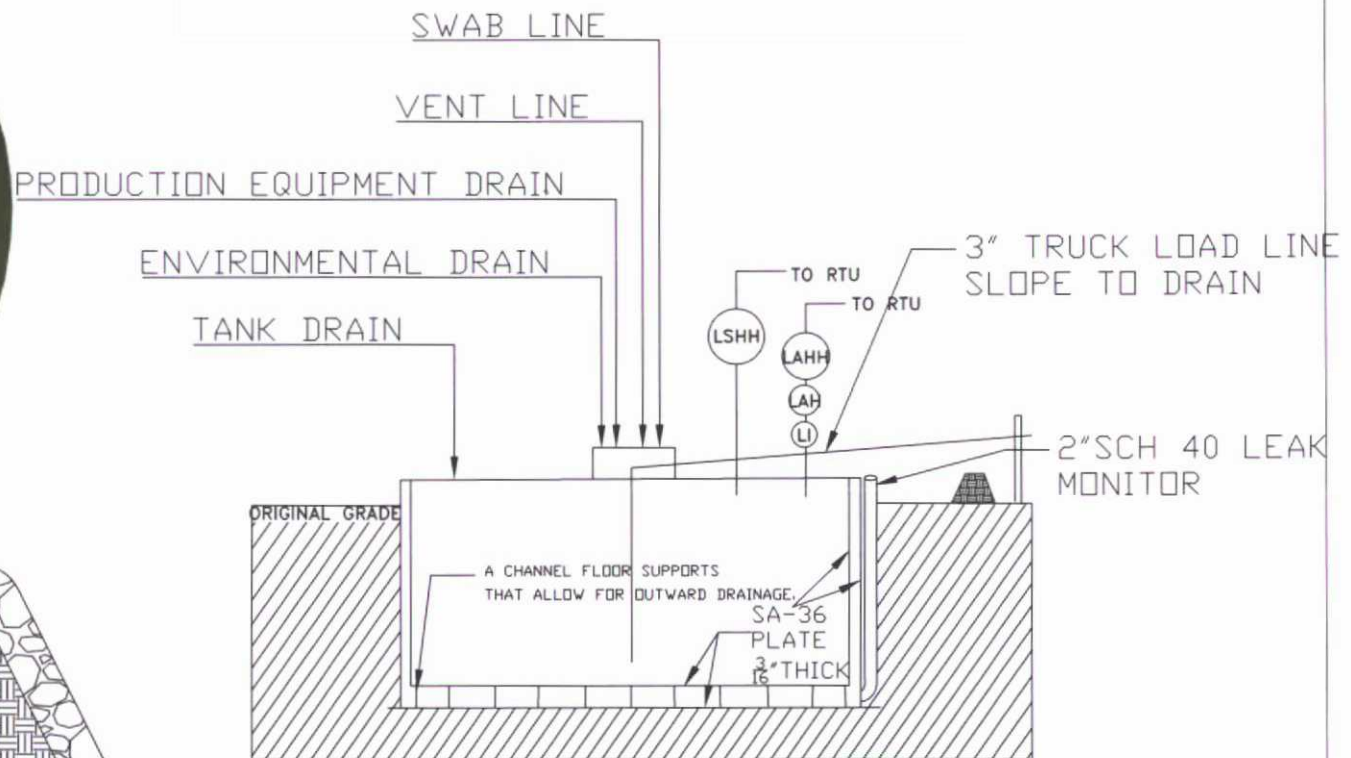 SWAB LINE
VENT LINE
PRODUCTION EQUIPMENT DRAIN
ENVIRONMENTAL DRAIN
TANK DRAIN
TO RTU
TO RTU
3" TRUCK LOAD LINE
SLOPE TO DRAIN
LSHH
LAHH
LAH
LI
2"SCH 40 LEAK
MONITOR
ORIGINAL GRADE
A CHANNEL FLOOR SUPPORTS
THAT ALLOW FOR OUTWARD DRAINAGE.
SA-36
PLATE
3/16"THICK